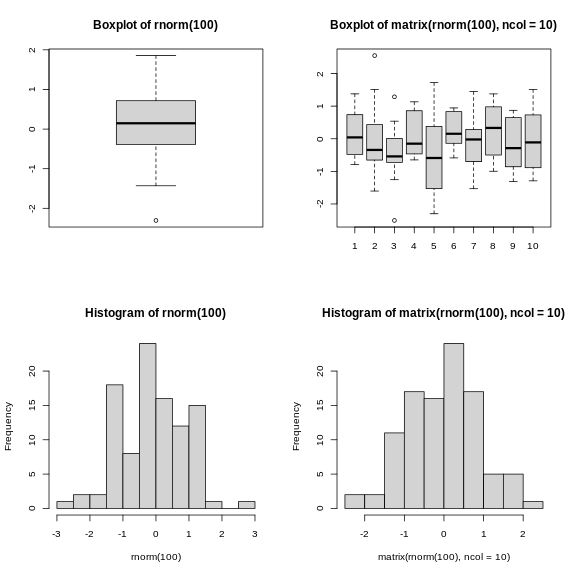 Boxplot of rnorm(100)
2
1
0
-1
-2
Boxplot of matrix(rnorm(100), ncol = 10)
2
1
0
-1
-2
1 2 3 4 5 6 7 8 9 10
Histogram of rnorm(100)
Frequency
20
15
10
5
0
-3 -2 -1 0 1 2 3
rnorm(100)
Histogram of matrix(rnorm(100), ncol = 10)
Frequency
20
15
10
5
0
-2 -1 0 1 2
matrix(rnorm(100), ncol = 10)